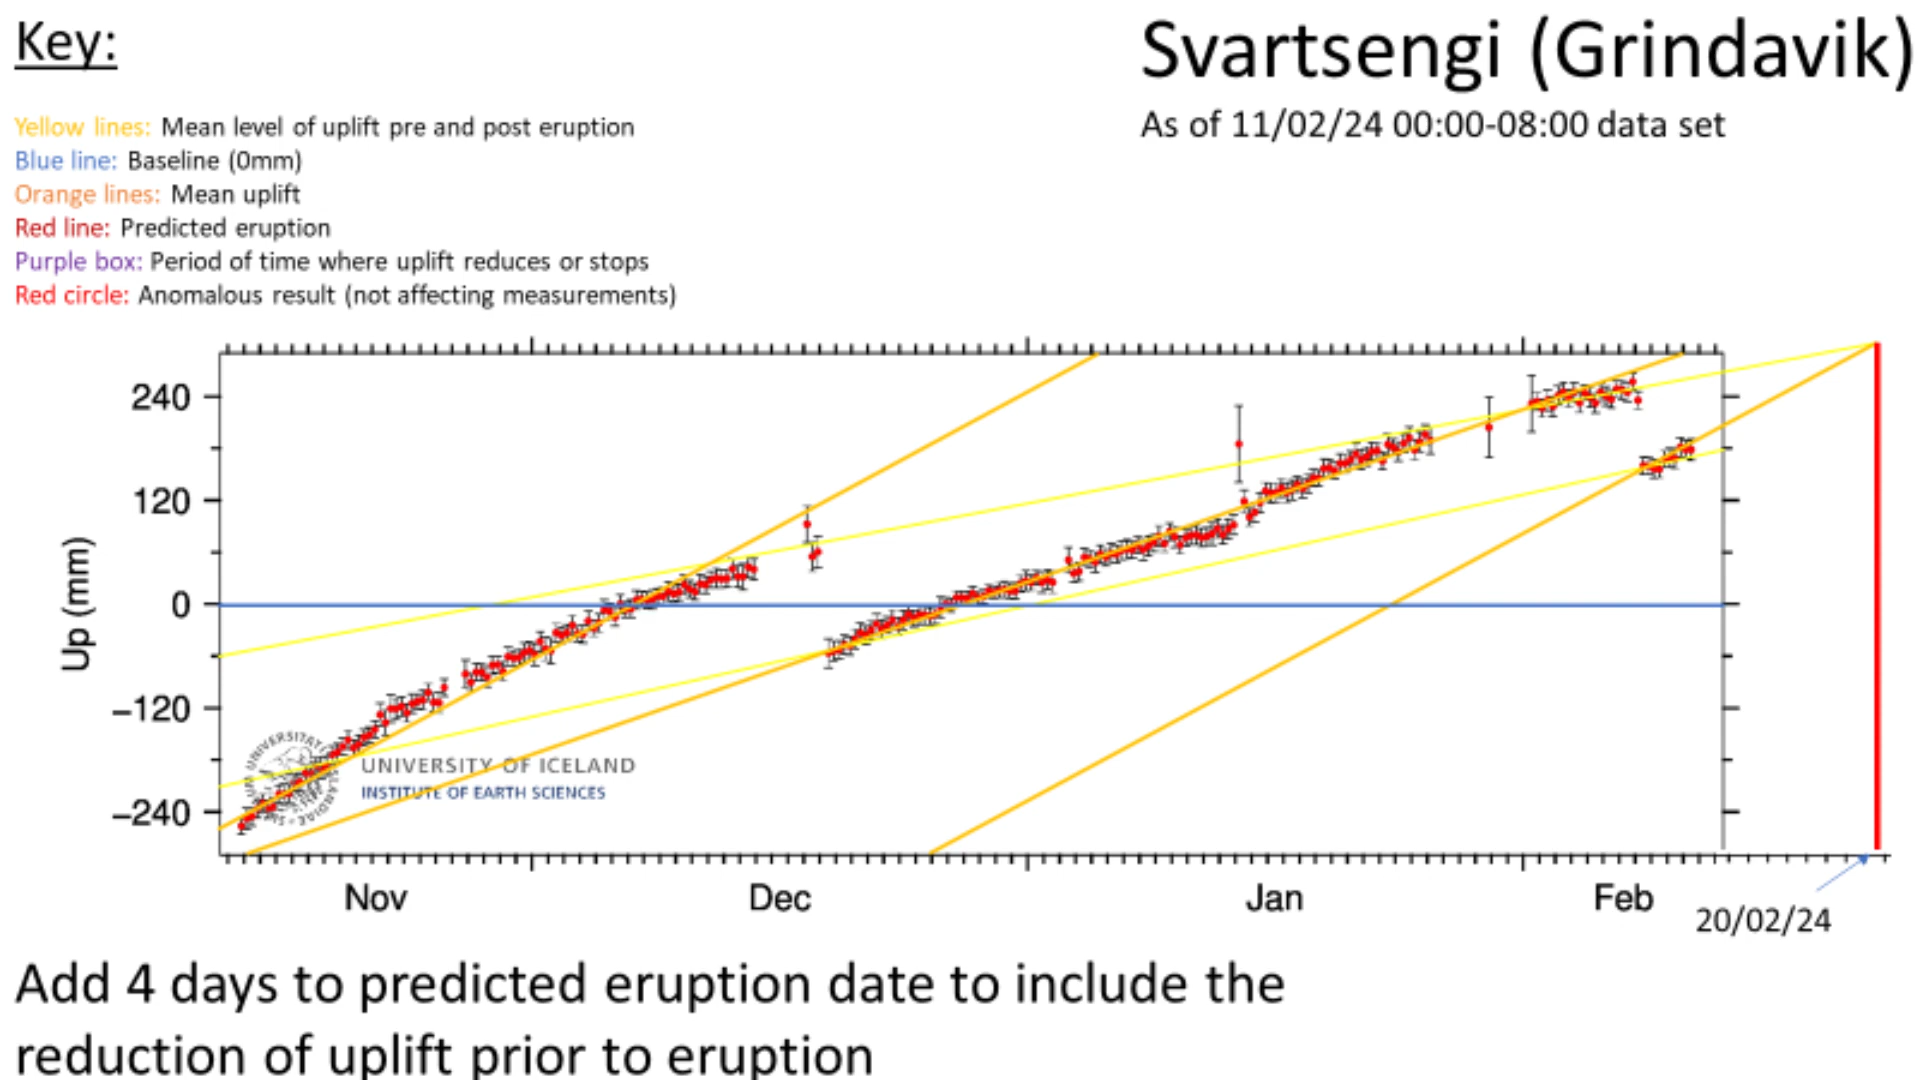 Key:
Svartsengi (Grindavik)
As of 11/02/24 00:00-08:00 data set
Yellow lines: Mean level of uplift pre and post eruption
Blue line: Baseline (0mm)
Orange lines: Mean uplift
Red line: Predicted eruption
Purple box: Period of time where uplift reduces or stops
Red circle: Anomalous result (not affecting measurements)
240
120
0
−120
−240
Up (mm)
UNIVERSITY OF ICELAND
INSTITUTE OF EARTH SCIENCES
Nov Dec Jan Feb
20/02/24
Add 4 days to predicted eruption date to include the
reduction of uplift prior to eruption